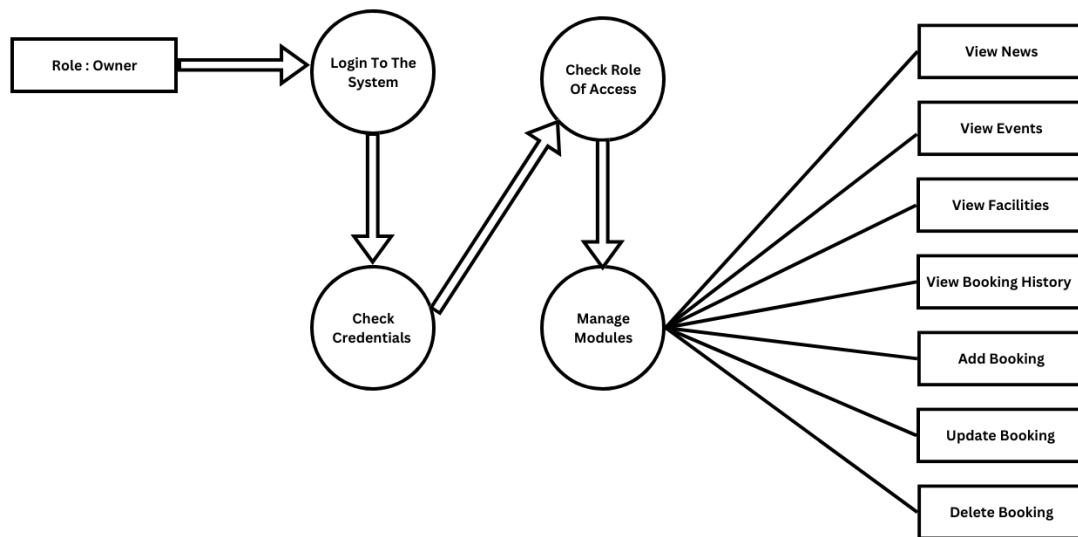 Role : Owner
Login To The
System
Check
Credentials
Check Role
Of Access
Manage
Modules
View News
View Events
View Facilities
View Booking History
Add Booking
Update Booking
Delete Booking